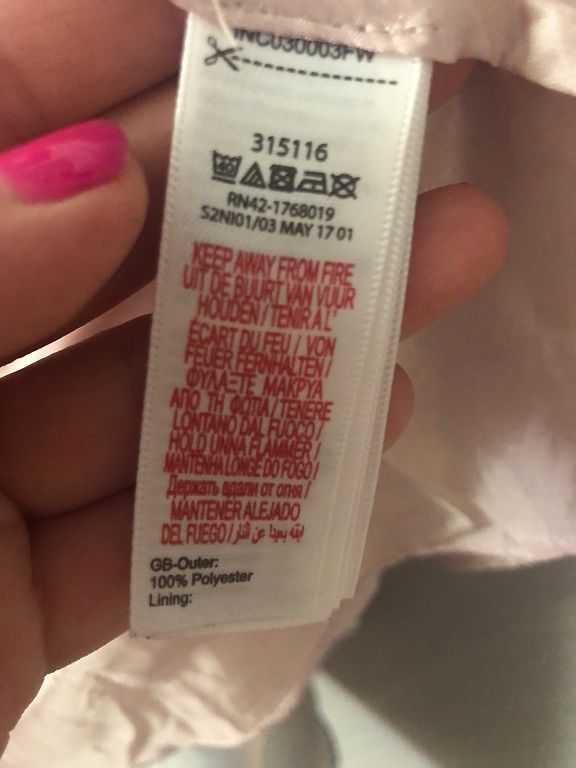 INC030003FW
315116
RN42-1768019
S2NI01/03 MAY 17 01
KEEP AWAY FROM FIRE
UIT DE BUURT VAN VUUR
HOUDEN / TENIR A L'
ÉCART DU FEU / VON
FEUER FERNHALTEN /
ΦΥΛΑΞΤΕ ΜΑΚΡΥΑ
ΑΠΟ ΤΗ ΦΩΤΙΑ / TENERE
LONTANO DAL FUOCO /
HOLD UNNA FLAMMER /
MANTENHA LONGE DO FOGO /
Держать вдали от огня /
MANTENER ALEJADO
DEL FUEGO / ابقه بعيدًا عن النار
GB-Outer:
100% Polyester
Lining: